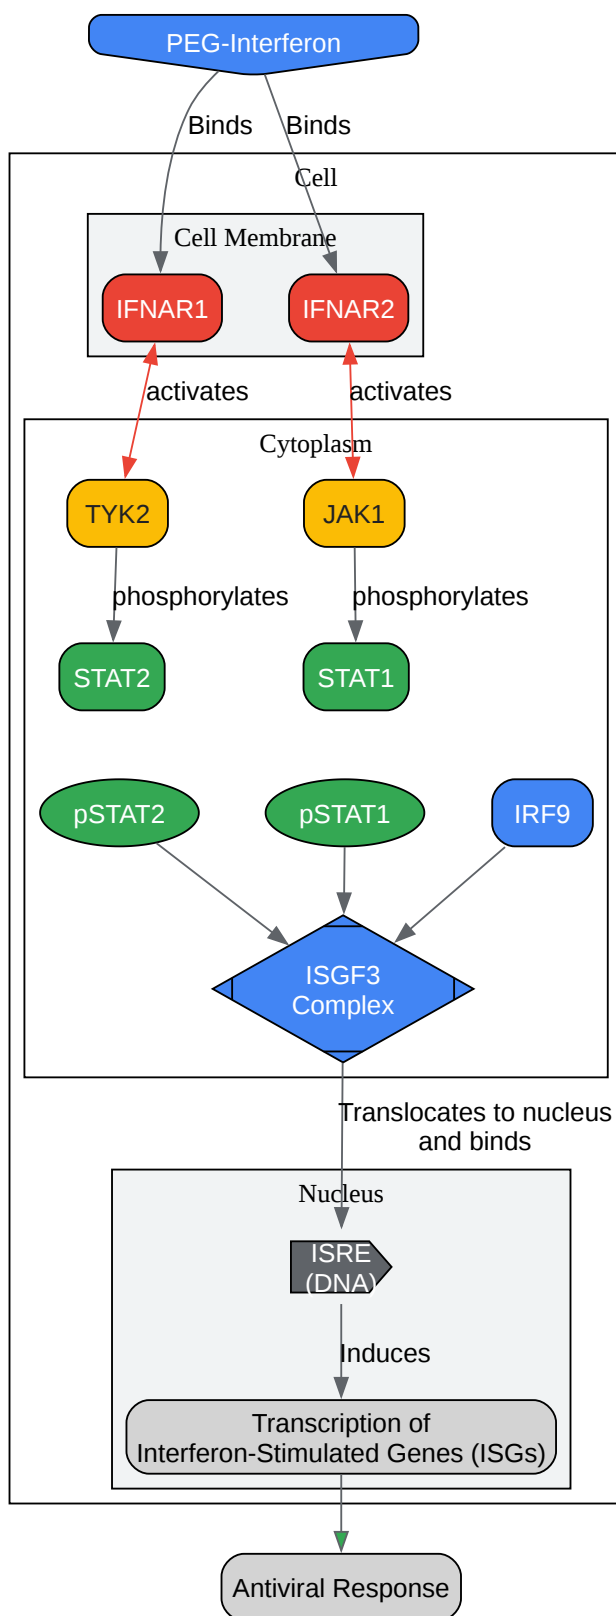 PEG-Interferon
Binds
Binds
Cell
Cell Membrane
IFNAR1
IFNAR2
activates
activates
Cytoplasm
TYK2
JAK1
phosphorylates
phosphorylates
STAT2
STAT1
pSTAT2
pSTAT1
IRF9
ISGF3
Complex
Translocates to nucleus
and binds
Nucleus
ISRE
(DNA)
Induces
Transcription of
Interferon-Stimulated Genes (ISGs)
Antiviral Response